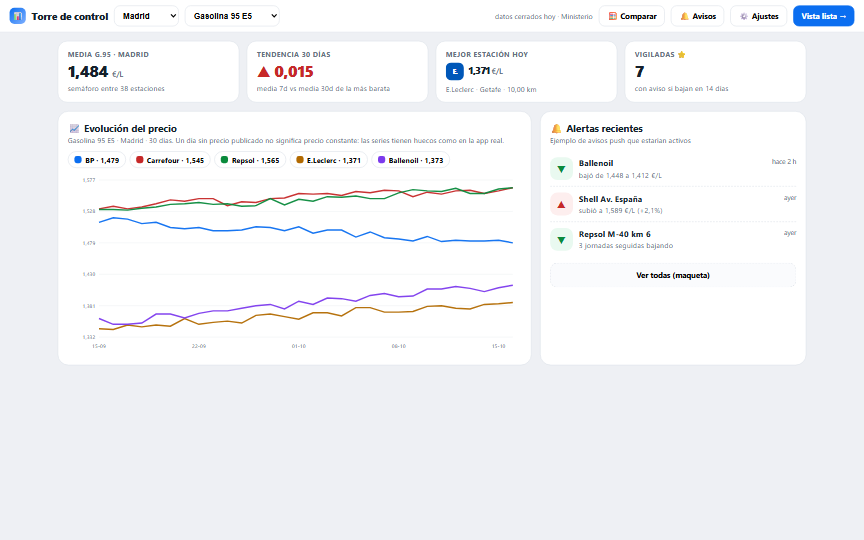 Torre de control
Madrid
Gasolina 95 E5
datos cerrados hoy · Ministerio
Comparar
Avisos
Ajustes
Vista lista →
MEDIA G.95 · MADRID
1,484 €/L
semáforo entre 38 estaciones
TENDENCIA 30 DÍAS
▲ 0,015
media 7d vs media 30d de la más barata
MEJOR ESTACIÓN HOY
E. 1,371 €/L
E.Leclerc · Getafe · 10,00 km
VIGILADAS ⭐
7
con aviso si bajan en 14 días
Evolución del precio
Gasolina 95 E5 · Madrid · 30 días. Un día sin precio publicado no significa precio constante: las series tienen huecos como en la app real.
BP · 1,479
Carrefour · 1,545
Repsol · 1,565
E.Leclerc · 1,371
Ballenoil · 1,373
1,577
1,528
1,479
1,430
1,381
1,332
15-09
22-09
01-10
08-10
15-10
Alertas recientes
Ejemplo de avisos push que estarían activos
Ballenoil
hace 2 h
bajó de 1,448 a 1,412 €/L
Shell Av. España
ayer
subió a 1,589 €/L (+2,1%)
Repsol M-40 km 6
ayer
3 jornadas seguidas bajando
Ver todas (maqueta)